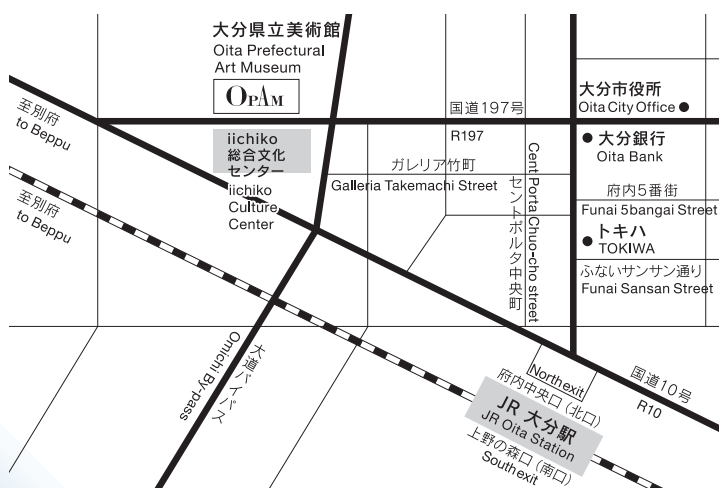 大分県立美術館
Oita Prefectural
Art Museum
OPAM
至別府
to Beppu
国道197号
R197
大分市役所
Oita City Office
大分銀行
Oita Bank
iichiko
総合文化
センター
iichiko
Culture
Center
ガレリア竹町
Galleria Takemachi Street
Cent Porta Chuo-cho street
セントポルタ中央町
府内5番街
Funai 5bangai Street
トキハ
TOKIWA
ふないサンサン通り
Funai Sansan Street
至別府
to Beppu
大道バイパス
Omichi By-pass
Northexit
府内中央口(北口)
国道10号
R10
JR 大分駅
JR Oita Station
上野の森口(南口)
Southexit